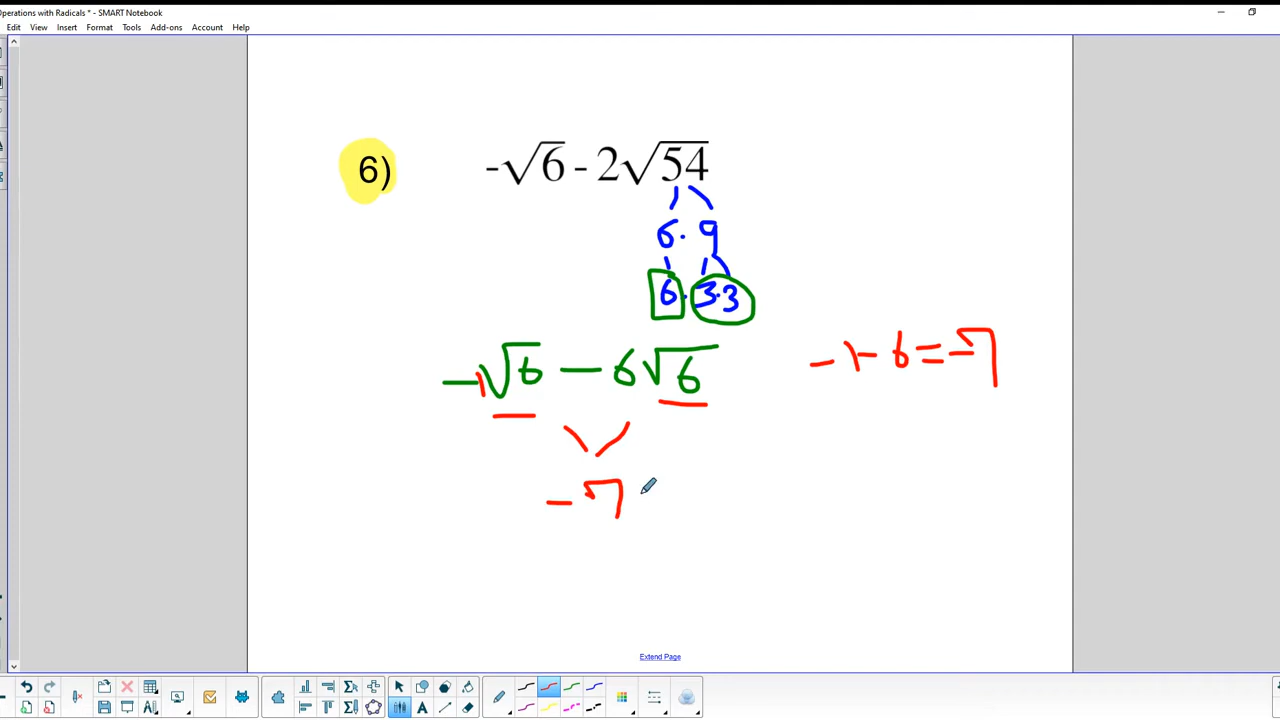 Operations with Radicals * - SMART Notebook
Edit View Insert Format Tools Add-ons Account Help
6) -√6 - 2√54
6 . 9
6 . 3 . 3
-1√6 - 6√6
-1 - 6 = -7
-7
Extend Page